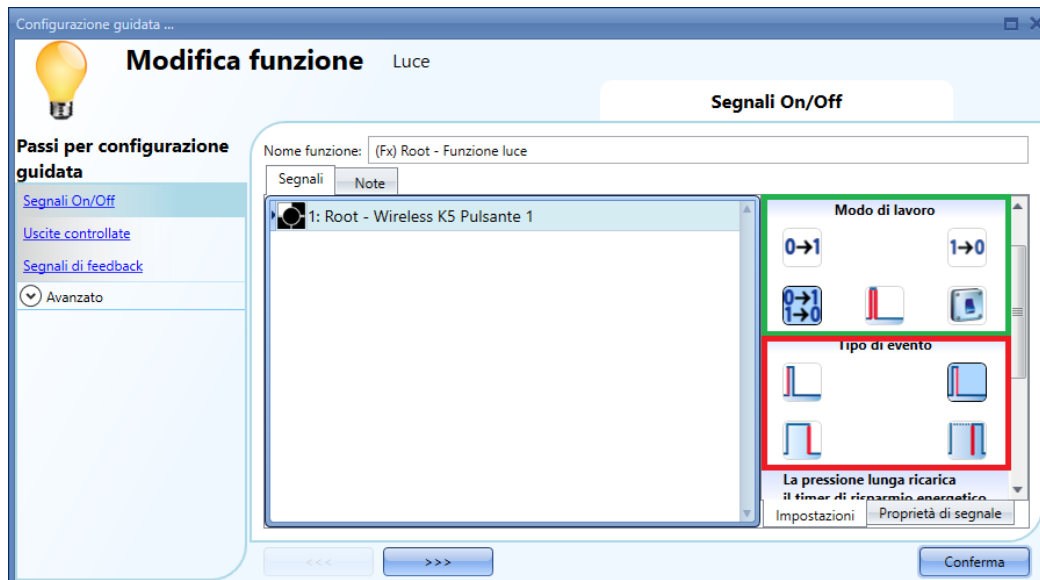 Configurazione guidata ...
Modifica funzione Luce
Segnali On/Off
Passi per configurazione
guidata
Segnali On/Off
Uscite controllate
Segnali di feedback
Avanzato
Nome funzione: (Fx) Root - Funzione luce
Segnali Note
1: Root - Wireless K5 Pulsante 1
Modo di lavoro
0→1 1→0
0→1
1→0
Tipo di evento
La pressione lunga ricarica
il timer di risparmio energetico
Impostazioni Proprietà di segnale
<<< >>> Conferma